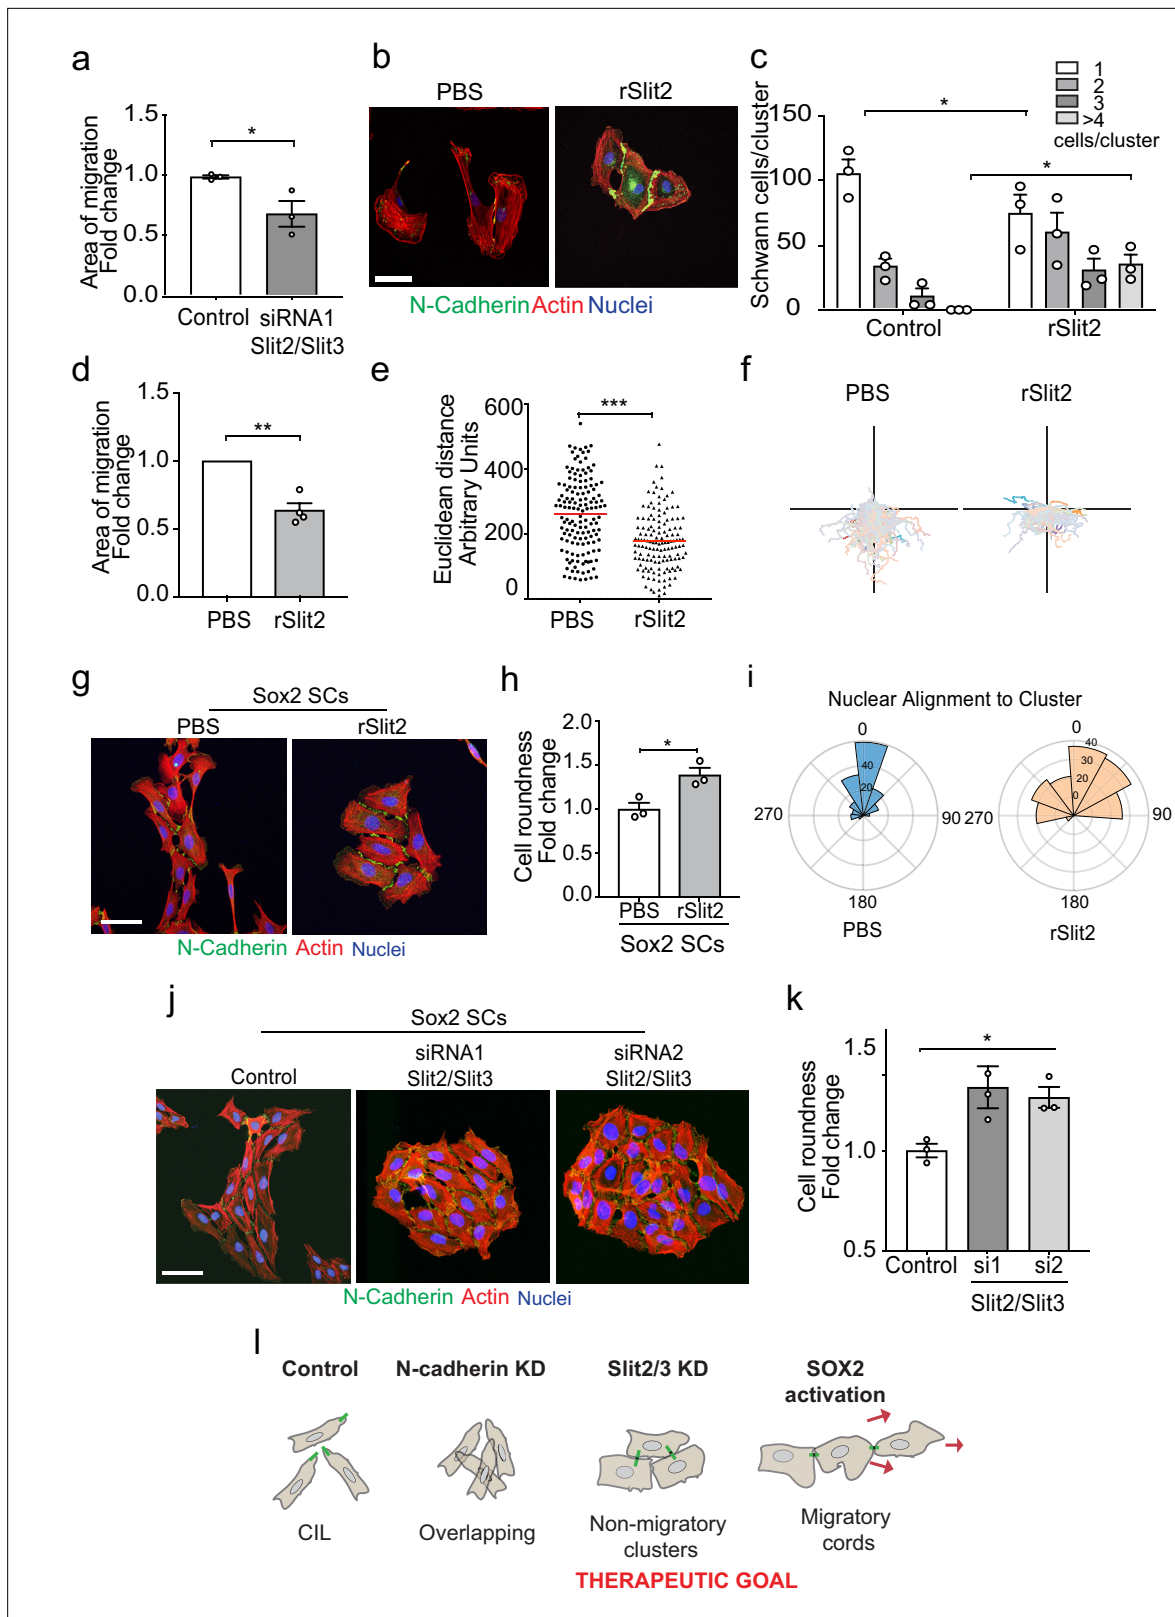 a
Area of migration
Fold change
1.5
1.0
0.5
0.0
*
Control
siRNA1
Slit2/Slit3
b
PBS
rSlit2
N-Cadherin Actin Nuclei
c
Schwann cells/cluster
150
100
50
0
*
*
1
2
3
>4
cells/cluster
Control
rSlit2
d
Area of migration
Fold change
1.5
1.0
0.5
0.0
**
PBS
rSlit2
e
Euclidean distance
Arbitrary Units
600
400
200
0
***
PBS
rSlit2
f
PBS
rSlit2
g
Sox2 SCs
PBS
rSlit2
N-Cadherin Actin Nuclei
h
Cell roundness
Fold change
2.0
1.5
1.0
0.5
0.0
*
PBS
rSlit2
Sox2 SCs
i
Nuclear Alignment to Cluster
0
40
20
270
90
180
PBS
0
40
30
20
0
270
90
180
rSlit2
j
Sox2 SCs
Control
siRNA1
Slit2/Slit3
siRNA2
Slit2/Slit3
N-Cadherin Actin Nuclei
k
Cell roundness
Fold change
1.5
1.0
0.5
*
Control
si1
si2
Slit2/Slit3
l
Control
N-cadherin KD
Slit2/3 KD
SOX2
activation
CIL
Overlapping
Non-migratory
clusters
Migratory
cords
THERAPEUTIC GOAL